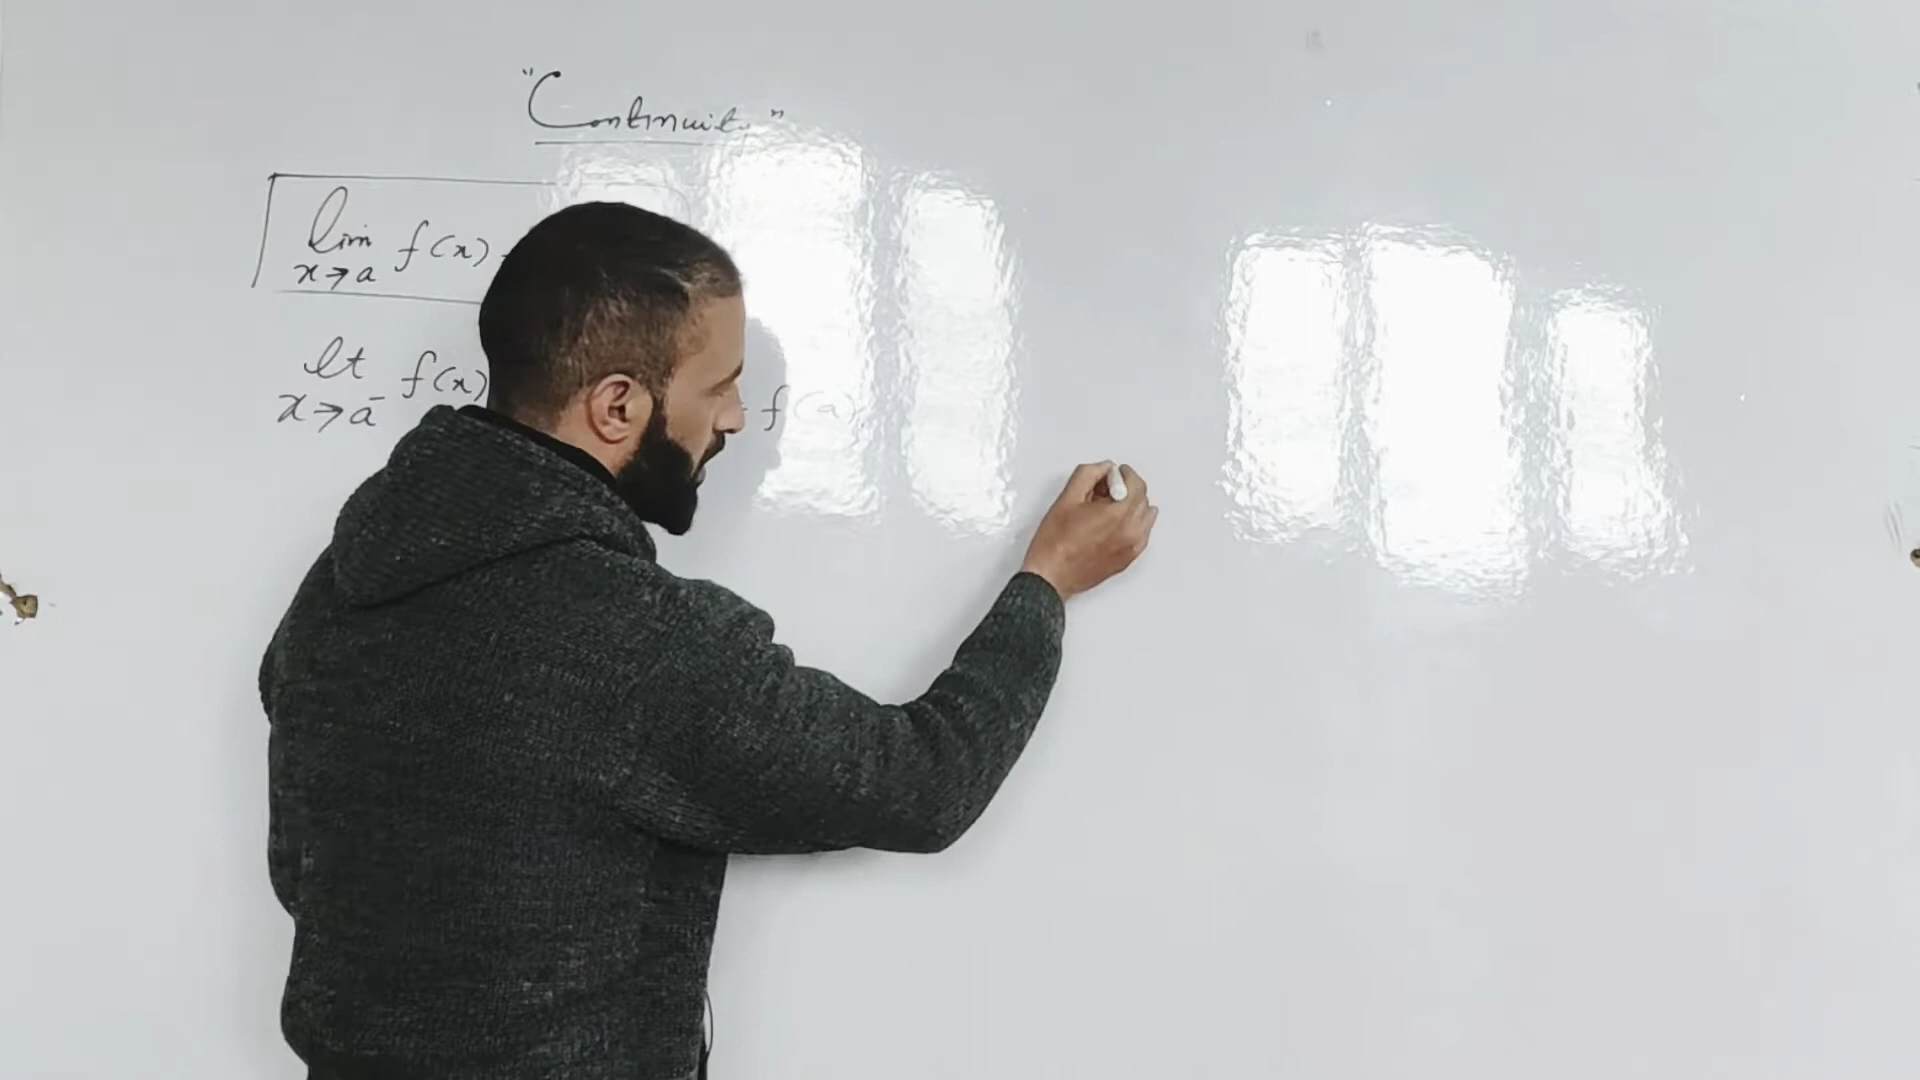 "Continuity"
lim f(x)
x→a
lt f(x) f(a)
x→a⁻